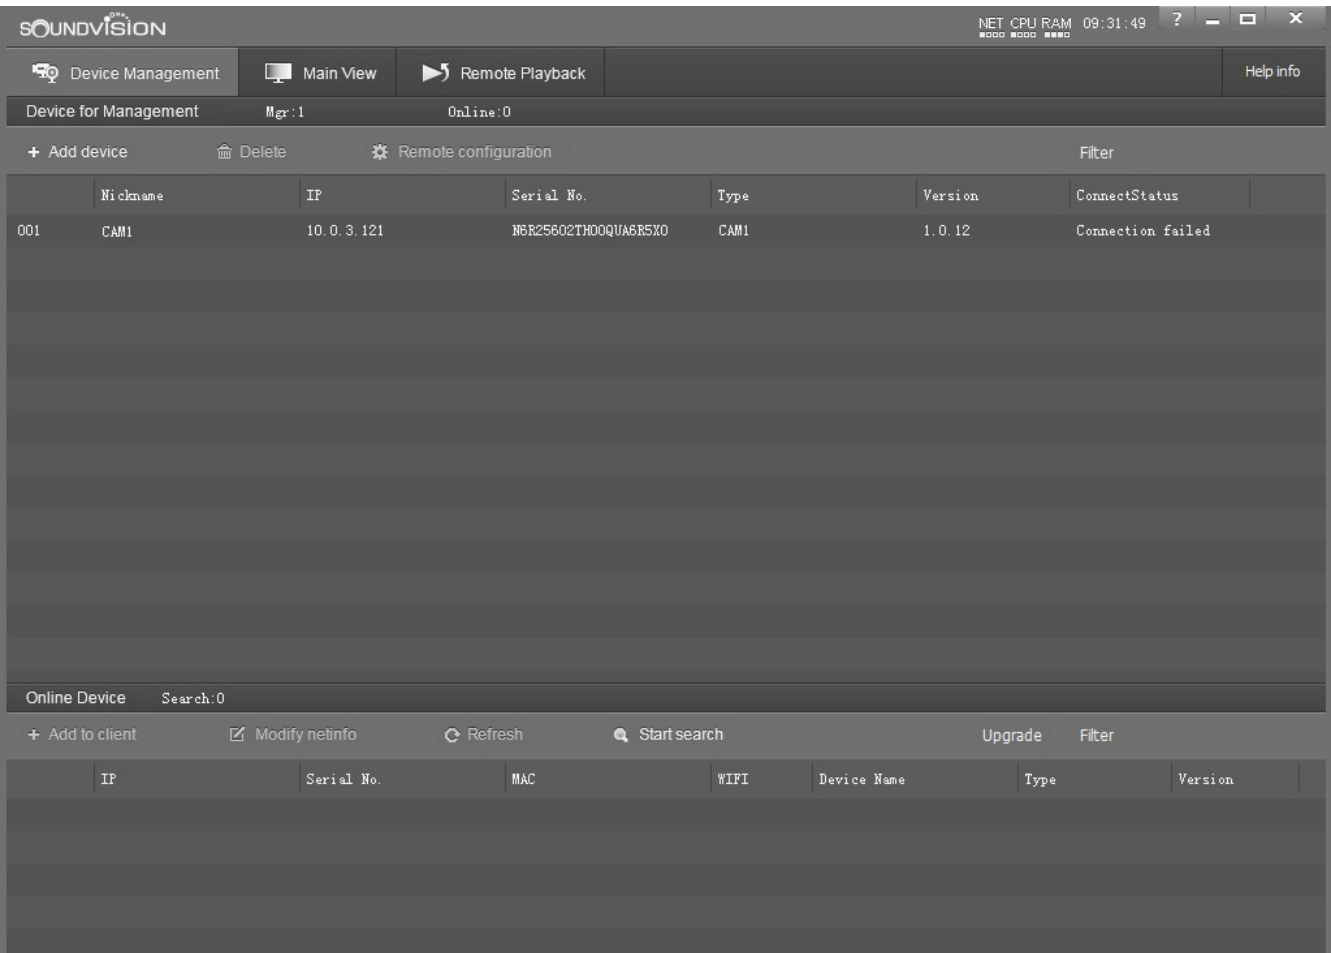 SOUNDVISION NET CPU RAM 09:31:49 ?
Device Management Main View Remote Playback Help info
Device for Management Mgr:1 Online:0
+ Add device Delete Remote configuration Filter
Nickname IP Serial No. Type Version ConnectStatus
001 CAM1 10.0.3.121 N6R25602TH00QUA6R5X0 CAM1 1.0.12 Connection failed
Online Device Search:0
+ Add to client Modify netinfo Refresh Start search Upgrade Filter
IP Serial No. MAC WIFI Device Name Type Version